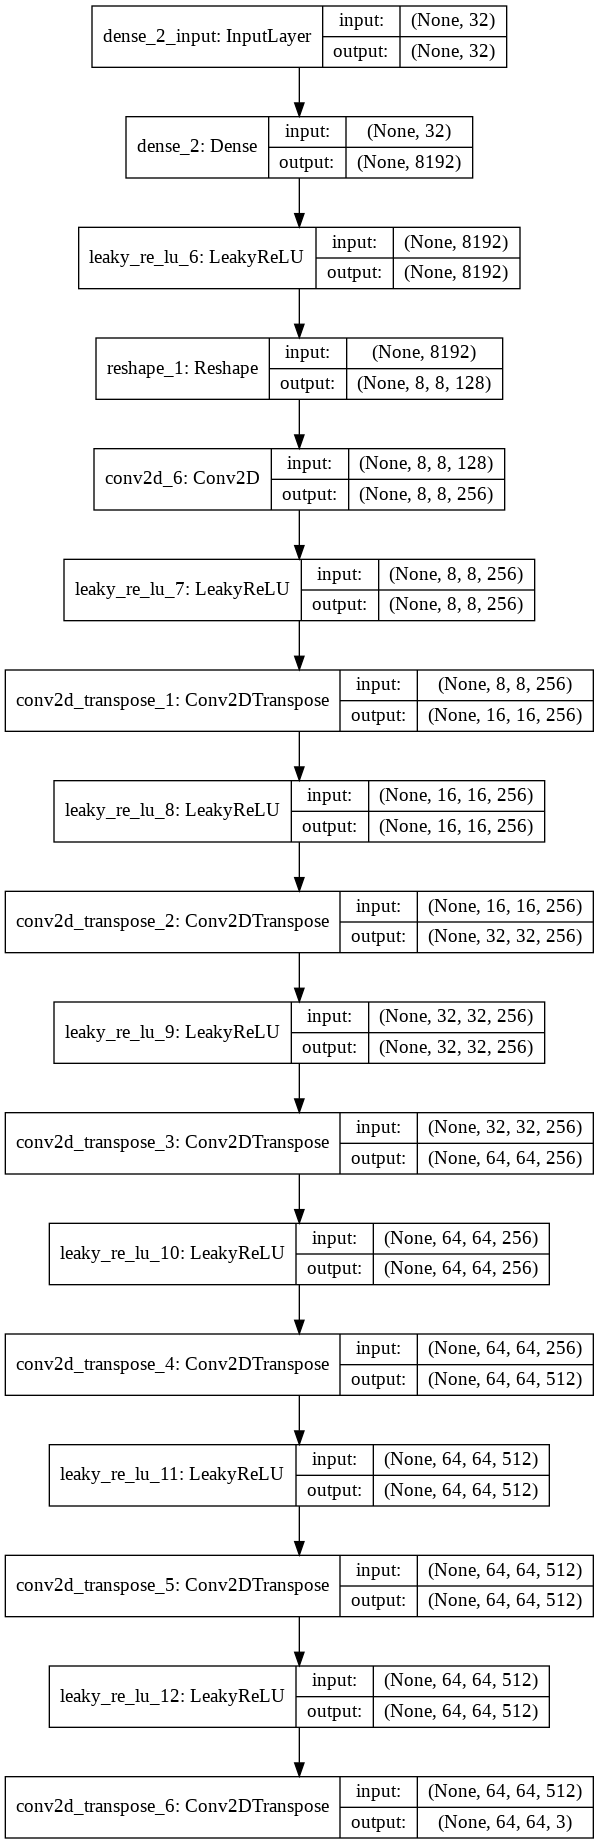 dense_2_input: InputLayer
input: (None, 32)
output: (None, 32)
dense_2: Dense
input: (None, 32)
output: (None, 8192)
leaky_re_lu_6: LeakyReLU
input: (None, 8192)
output: (None, 8192)
reshape_1: Reshape
input: (None, 8192)
output: (None, 8, 8, 128)
conv2d_6: Conv2D
input: (None, 8, 8, 128)
output: (None, 8, 8, 256)
leaky_re_lu_7: LeakyReLU
input: (None, 8, 8, 256)
output: (None, 8, 8, 256)
conv2d_transpose_1: Conv2DTranspose
input: (None, 8, 8, 256)
output: (None, 16, 16, 256)
leaky_re_lu_8: LeakyReLU
input: (None, 16, 16, 256)
output: (None, 16, 16, 256)
conv2d_transpose_2: Conv2DTranspose
input: (None, 16, 16, 256)
output: (None, 32, 32, 256)
leaky_re_lu_9: LeakyReLU
input: (None, 32, 32, 256)
output: (None, 32, 32, 256)
conv2d_transpose_3: Conv2DTranspose
input: (None, 32, 32, 256)
output: (None, 64, 64, 256)
leaky_re_lu_10: LeakyReLU
input: (None, 64, 64, 256)
output: (None, 64, 64, 256)
conv2d_transpose_4: Conv2DTranspose
input: (None, 64, 64, 256)
output: (None, 64, 64, 512)
leaky_re_lu_11: LeakyReLU
input: (None, 64, 64, 512)
output: (None, 64, 64, 512)
conv2d_transpose_5: Conv2DTranspose
input: (None, 64, 64, 512)
output: (None, 64, 64, 512)
leaky_re_lu_12: LeakyReLU
input: (None, 64, 64, 512)
output: (None, 64, 64, 512)
conv2d_transpose_6: Conv2DTranspose
input: (None, 64, 64, 512)
output: (None, 64, 64, 3)